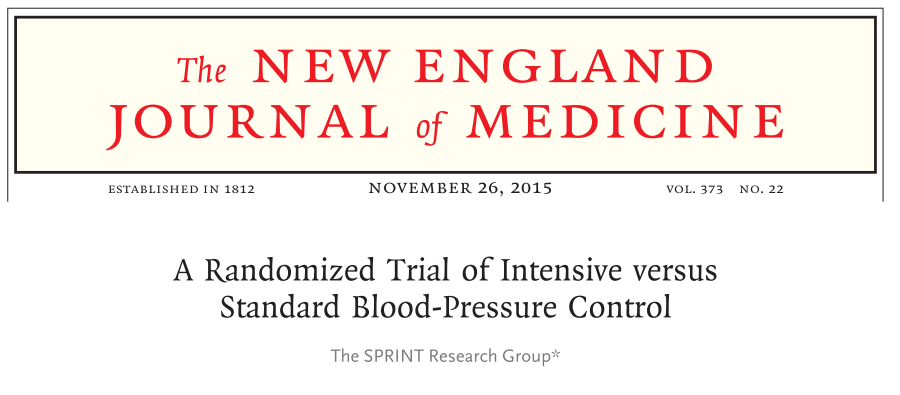 The NEW ENGLAND
JOURNAL of MEDICINE
ESTABLISHED IN 1812 NOVEMBER 26, 2015 VOL. 373 NO. 22
A Randomized Trial of Intensive versus
Standard Blood-Pressure Control
The SPRINT Research Group*